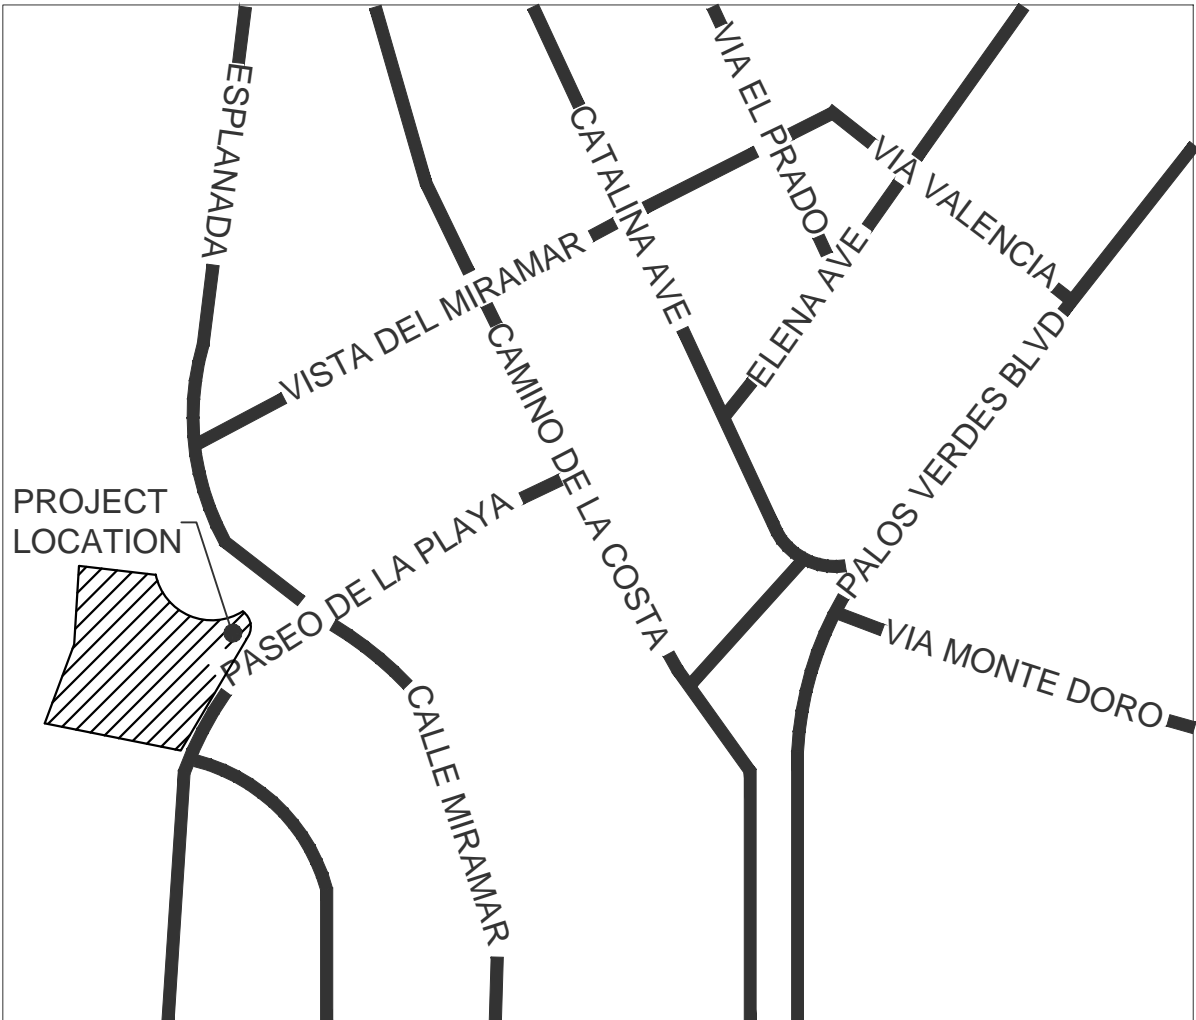 ESPLANADA
CATALINA AVE
VIA EL PRADO
VIA VALENCIA
VISTA DEL MIRAMAR
ELENA AVE
CAMINO DE LA COSTA
PALOS VERDES BLVD
PROJECT
LOCATION
PASEO DE LA PLAYA
VIA MONTE DORO
CALLE MIRAMAR